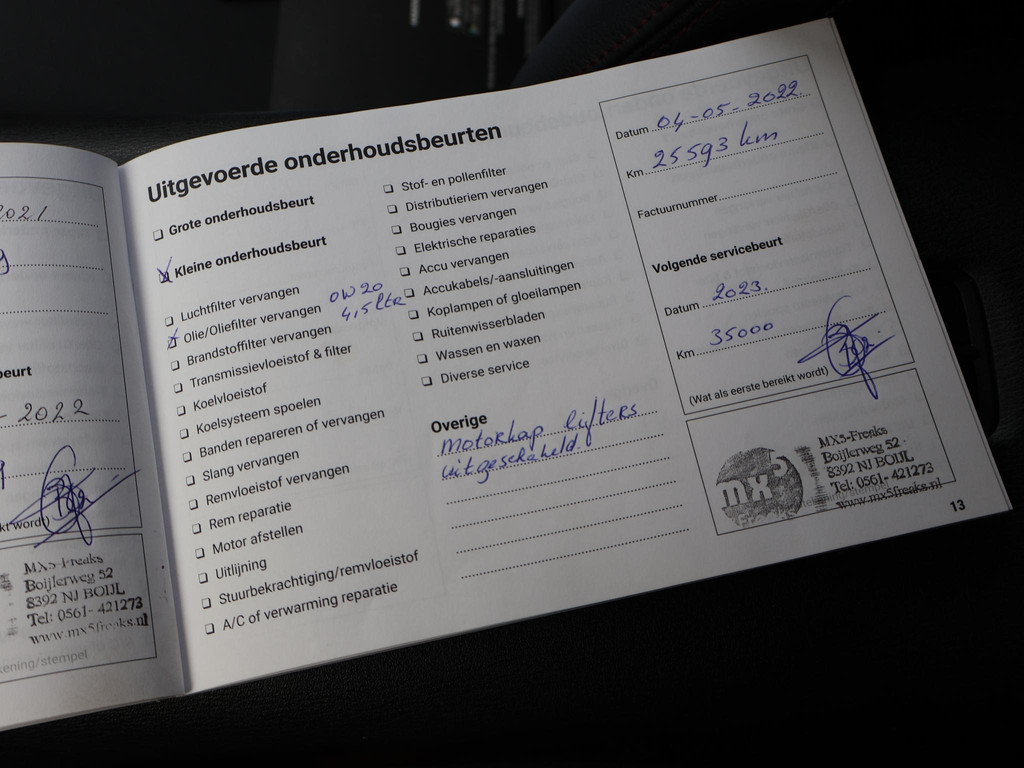 2021
9
beurt
- 2022
9
kt wordt)
MX5-Freaks
Boijlerweg 52
8392 NJ BOIJL
Tel: 0561-421273
www.mx5freaks.nl
kening/stempel
Uitgevoerde onderhoudsbeurten
Grote onderhoudsbeurt
Kleine onderhoudsbeurt
Luchtfilter vervangen
Olie/Oliefilter vervangen 0W20
4,5 ltr
Brandstoffilter vervangen
Transmissievloeistof & filter
Koelvloeistof
Koelsysteem spoelen
Banden repareren of vervangen
Slang vervangen
Remvloeistof vervangen
Rem reparatie
Motor afstellen
Uitlijning
Stuurbekrachtiging/remvloeistof
A/C of verwarming reparatie
Stof- en pollenfilter
Distributieriem vervangen
Bougies vervangen
Elektrische reparaties
Accu vervangen
Accukabels/-aansluitingen
Koplampen of gloeilampen
Ruitenwisserbladen
Wassen en waxen
Diverse service
Overige
motorkap lifters
uitgeschakeld
Datum 04-05-2022
Km 25593 km
Factuurnummer
Volgende servicebeurt
Datum 2023
Km 35000
(Wat als eerste bereikt wordt)
mx5
MX5-Freaks
Boijlerweg 52
8392 NJ BOIJL
Tel: 0561-421273
www.mx5freaks.nl
13